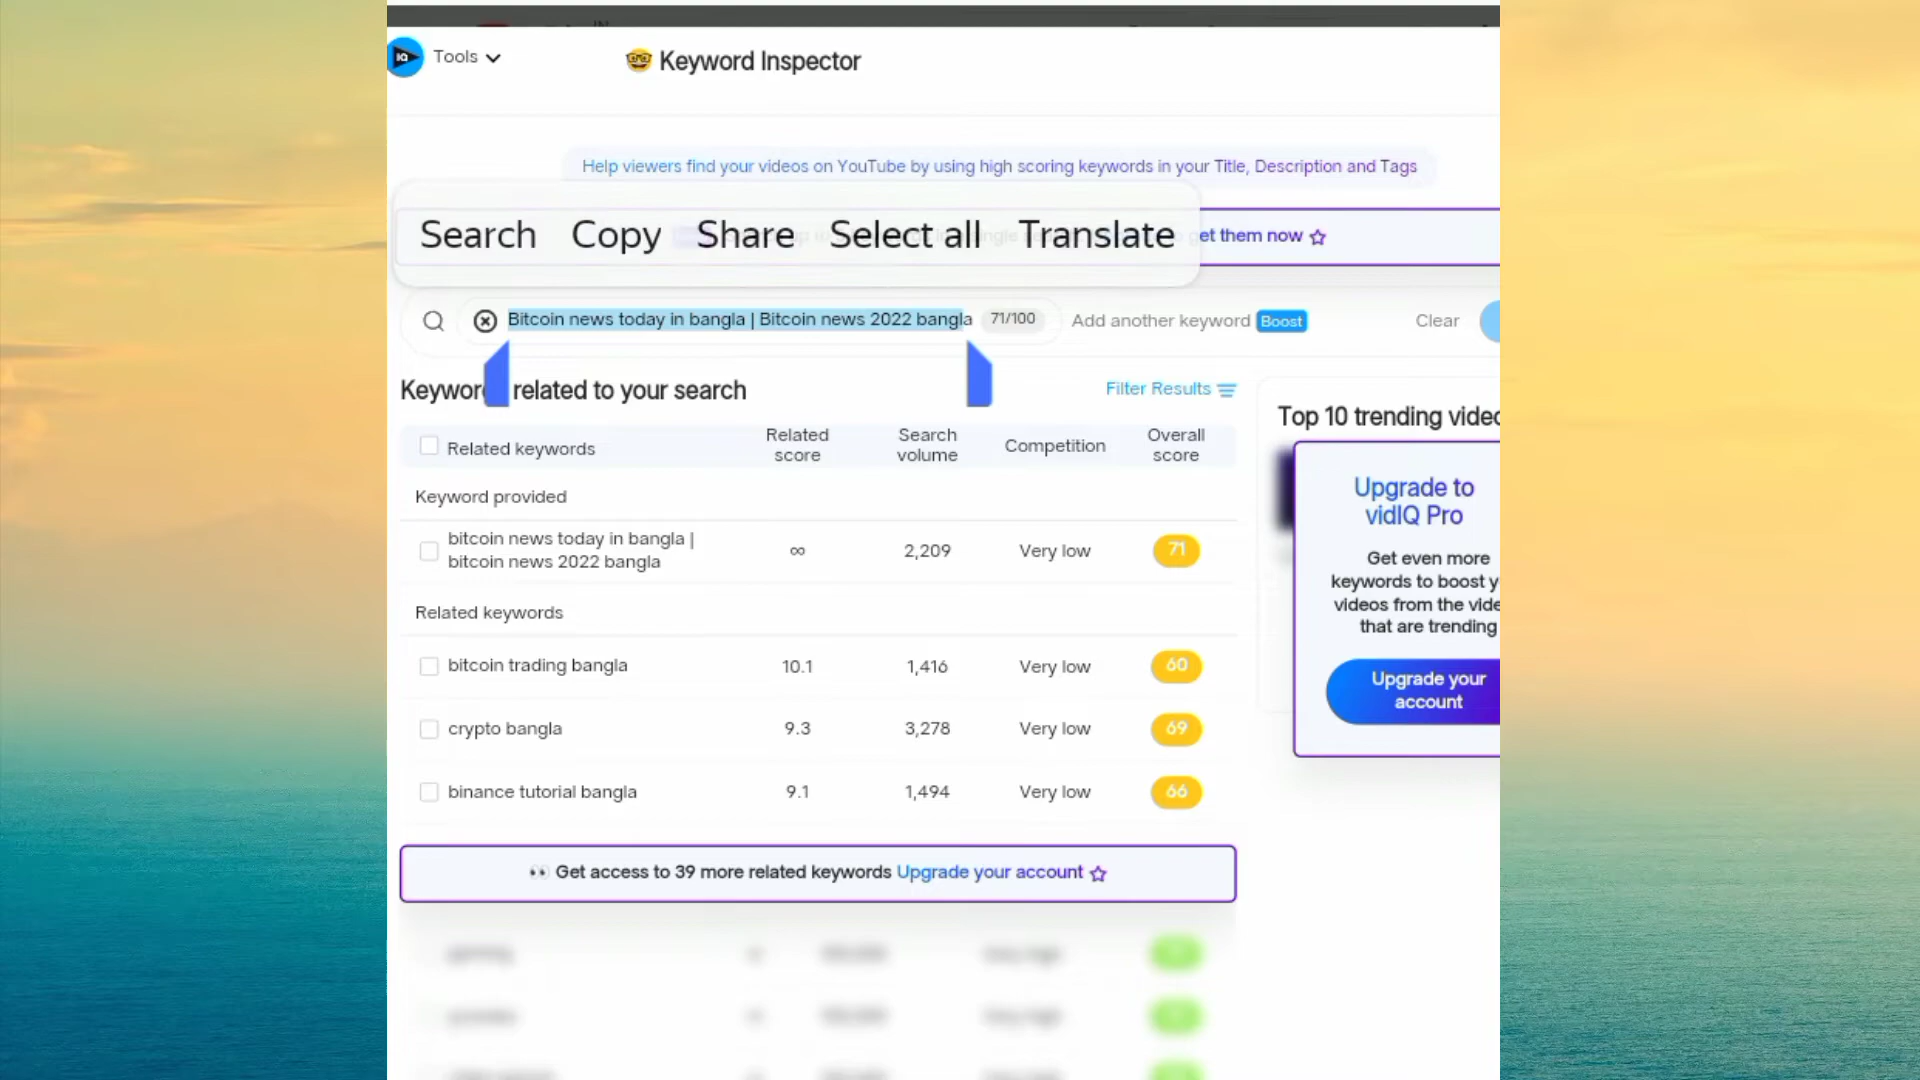 IQ
Tools
🤓 Keyword Inspector
Help viewers find your videos on YouTube by using high scoring keywords in your Title, Description and Tags
Search Copy Share Select all Translate
et them now
Bitcoin news today in bangla | Bitcoin news 2022 bangla 71/100 Add another keyword Boost Clear
Keyword related to your search
Filter Results
Top 10 trending video
Related keywords
Related score
Search volume
Competition
Overall score
Keyword provided
bitcoin news today in bangla |
bitcoin news 2022 bangla
∞ 2,209 Very low 71
Related keywords
bitcoin trading bangla 10.1 1,416 Very low 60
crypto bangla 9.3 3,278 Very low 69
binance tutorial bangla 9.1 1,494 Very low 66
👀 Get access to 39 more related keywords Upgrade your account
Upgrade to
vidIQ Pro
Get even more
keywords to boost y
videos from the vide
that are trending
Upgrade your
account